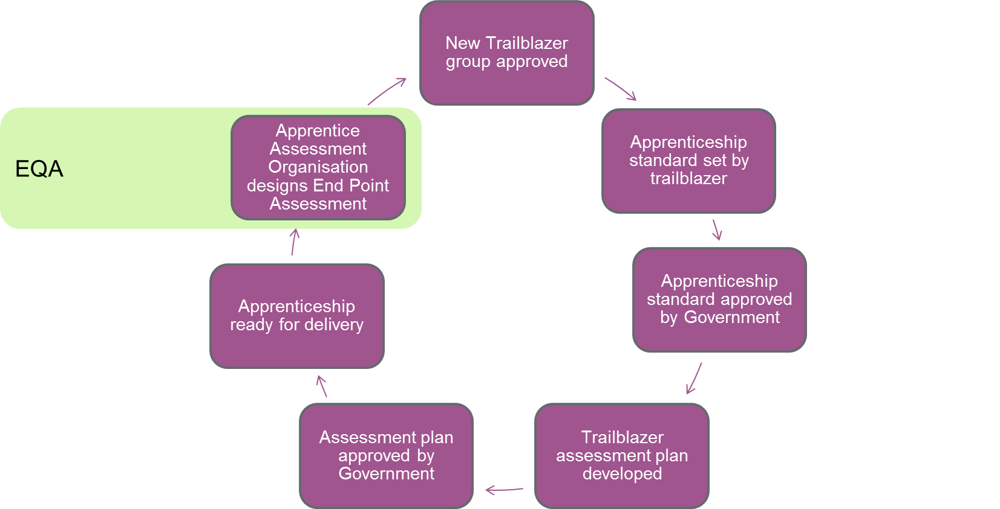 New Trailblazer
group approved
Apprenticeship
standard set by
trailblazer
Apprenticeship
standard approved
by Government
Trailblazer
assessment plan
developed
Assessment plan
approved by
Government
Apprenticeship
ready for delivery
EQA
Apprentice
Assessment
Organisation
designs End Point
Assessment